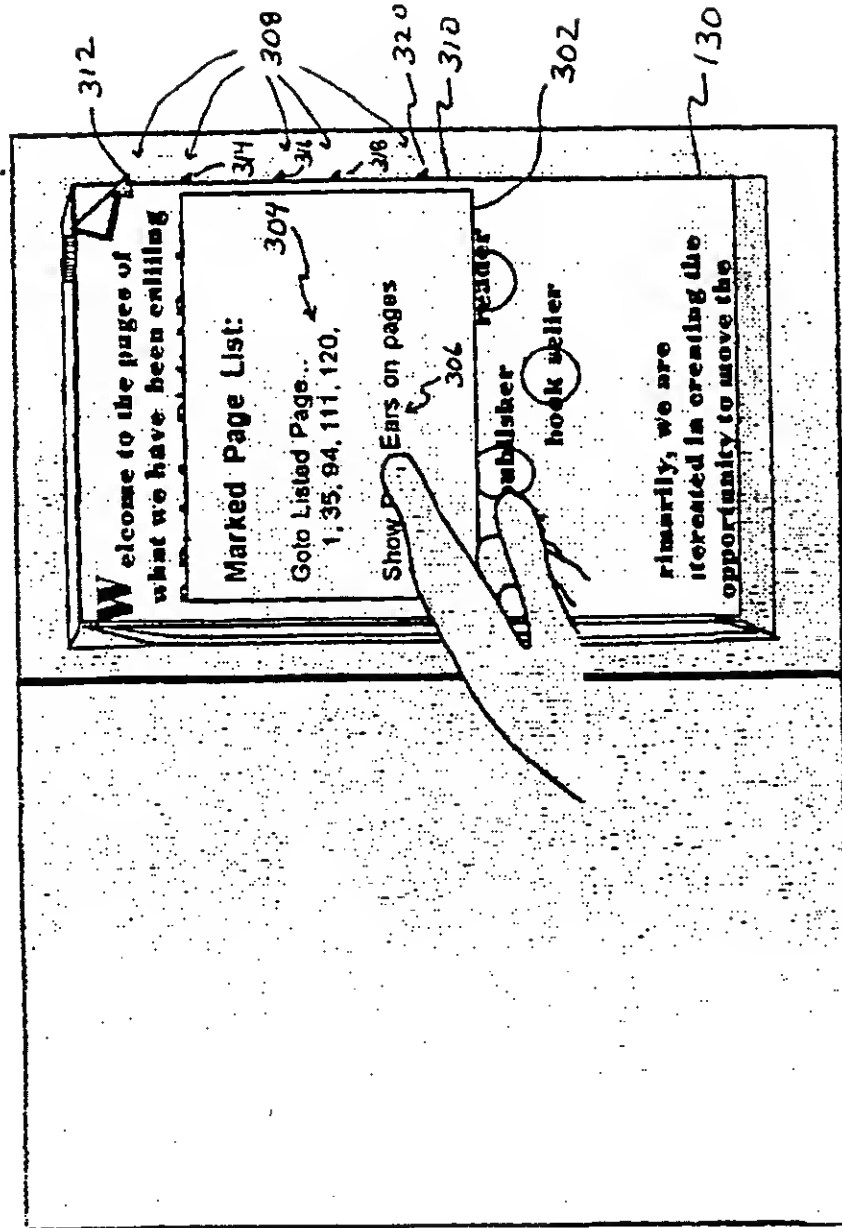 312
308
314
316
318
320
310
302
130
Welcome to the pages of
what we have been calling
Marked Page List:
Goto Listed Page... 304
1, 35, 94, 111, 120,
Show Ears on pages
306
reader
book seller
rimarily, we are
itereated in creating the
opportunity to move the